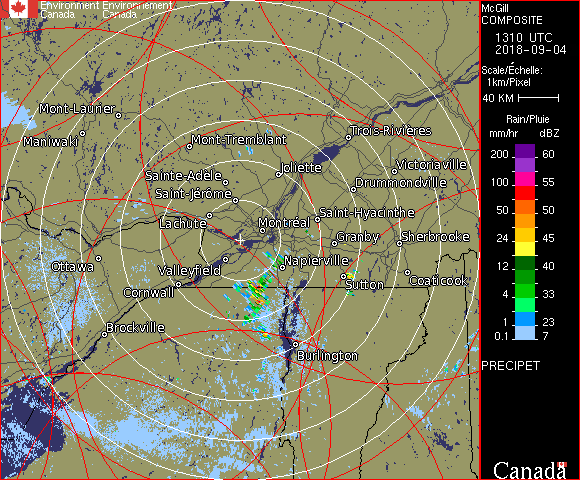 Environment Environnement
Canada Canada
McGill
COMPOSITE
1310 UTC
2018-09-04
Scale/Échelle:
1km/Pixel
40 KM
Rain/Pluie
mm/hr dBZ
200 60
100 55
50 50
24 45
12 40
4 33
1 23
0.1 7
PRECIPET
Canada
Mont-Laurier
Maniwaki
Mont-Tremblant
Trois-Rivières
Sainte-Adèle
Joliette
Victoriaville
Saint-Jérôme
Drummondville
Lachute
Montréal
Saint-Hyacinthe
Granby
Sherbrooke
Ottawa
Valleyfield
Napierville
Cornwall
Sutton
Coaticook
Brockville
Burlington